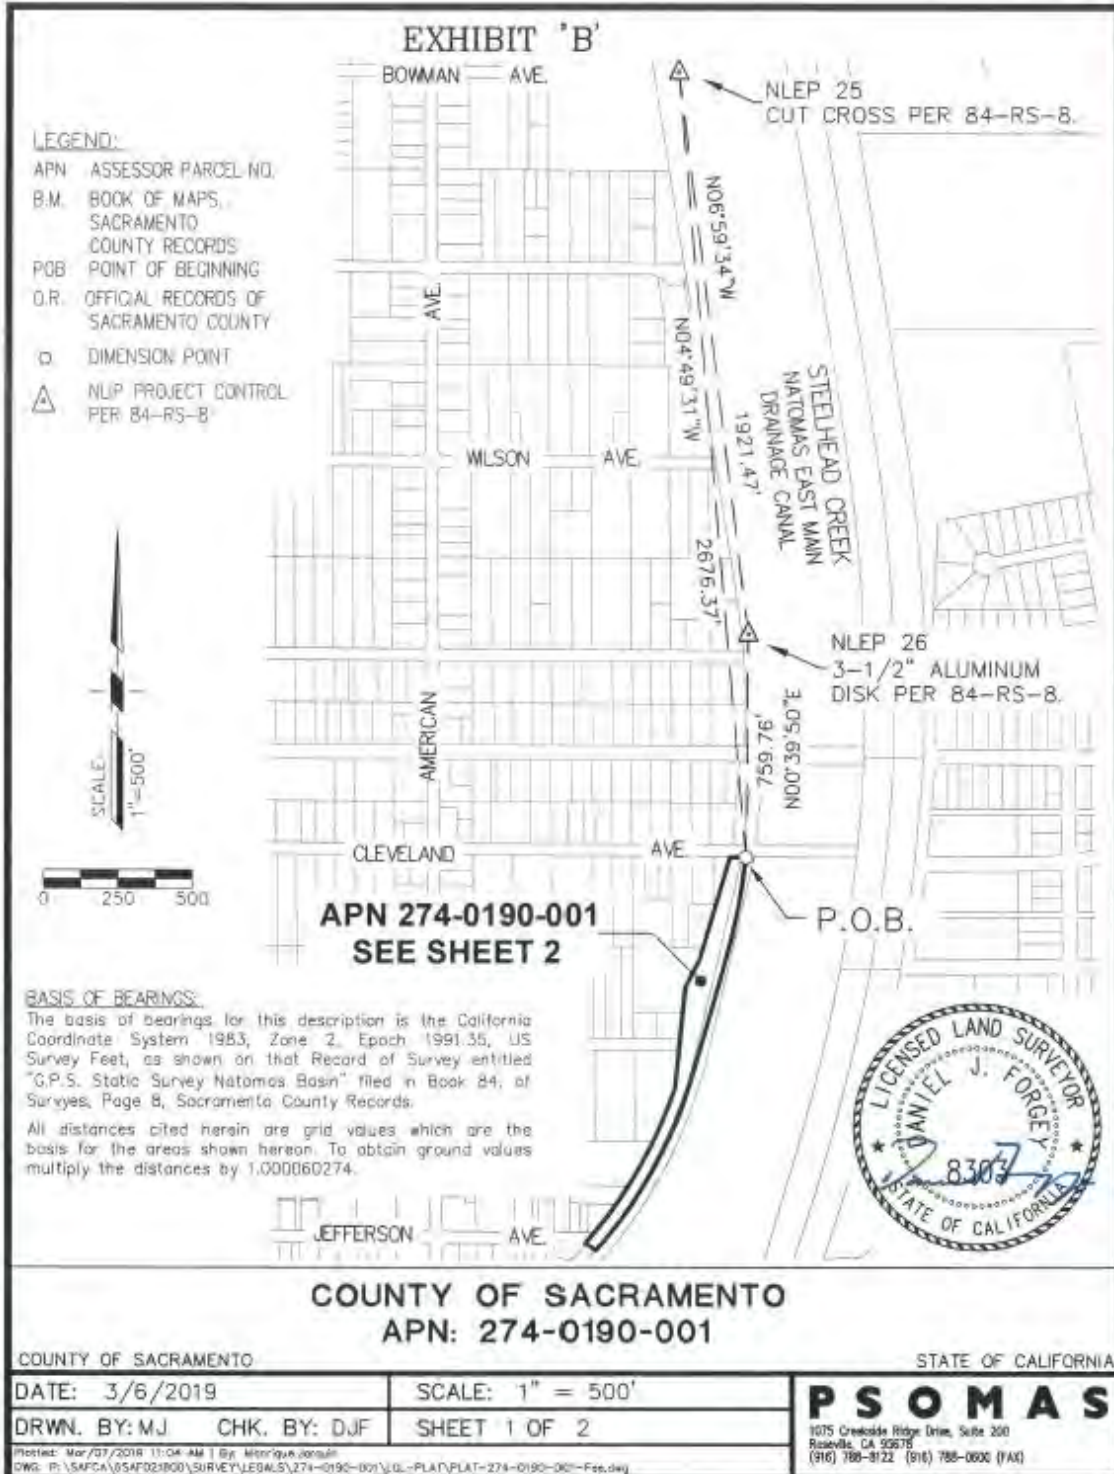 EXHIBIT 'B'
BOWMAN AVE.
NLEP 25
CUT CROSS PER 84-RS-8.
LEGEND:
APN ASSESSOR PARCEL NO.
B.M. BOOK OF MAPS,
SACRAMENTO
COUNTY RECORDS
POB POINT OF BEGINNING
O.R. OFFICIAL RECORDS OF
SACRAMENTO COUNTY
DIMENSION POINT
NLIP PROJECT CONTROL
PER 84-RS-8
AVE.
N06°59'34"W
N04°49'31"W
1921.47'
STEELHEAD CREEK
NATOMAS EAST MAIN
DRAINAGE CANAL
WILSON AVE.
2676.37'
NLEP 26
3-1/2" ALUMINUM
DISK PER 84-RS-8.
AMERICAN
759.76'
N00°39'50"E
SCALE:
1"=500'
CLEVELAND AVE.
0 250 500
APN 274-0190-001
SEE SHEET 2
P.O.B.
BASIS OF BEARINGS:
The basis of bearings for this description is the California
Coordinate System 1983, Zone 2, Epoch 1991.35, US
Survey Feet, as shown on that Record of Survey entitled
"G.P.S. Static Survey Natomas Basin" filed in Book 84, of
Survyes, Page 8, Sacramento County Records.
All distances cited herein are grid values which are the
basis for the areas shown hereon. To obtain ground values
multiply the distances by 1.000060274.
LICENSED LAND SURVEYOR
DANIEL J. FORGEY
8303
STATE OF CALIFORNIA
JEFFERSON AVE.
COUNTY OF SACRAMENTO
APN: 274-0190-001
COUNTY OF SACRAMENTO
STATE OF CALIFORNIA
DATE: 3/6/2019
SCALE: 1" = 500'
DRWN. BY: MJ CHK. BY: DJF
SHEET 1 OF 2
PSOMAS
1075 Creekside Ridge Drive, Suite 200
Roseville, CA 95678
(916) 788-8122 (916) 788-0600 (FAX)